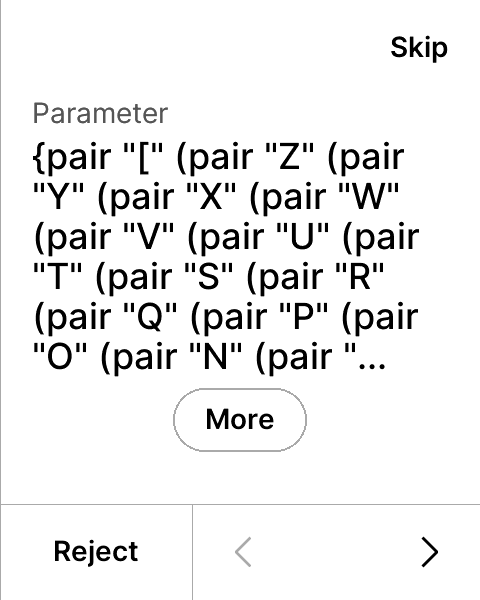 Skip
Parameter
{pair "[" (pair "Z" (pair
"Y" (pair "X" (pair "W"
(pair "V" (pair "U" (pair
"T" (pair "S" (pair "R"
(pair "Q" (pair "P" (pair
"O" (pair "N" (pair "...
More
Reject